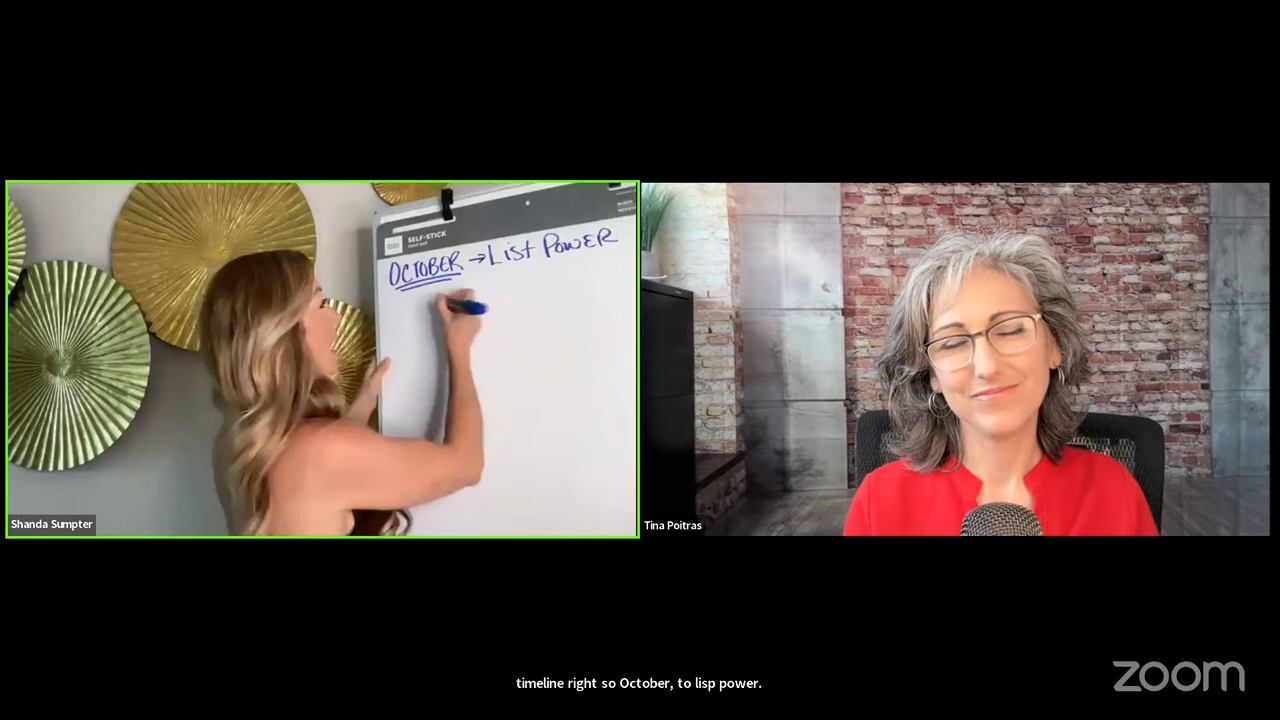 SELF-STICK
OCTOBER → List POWER
Shanda Sumpter
Tina Poitras
timeline right so October, to lisp power.
zoom